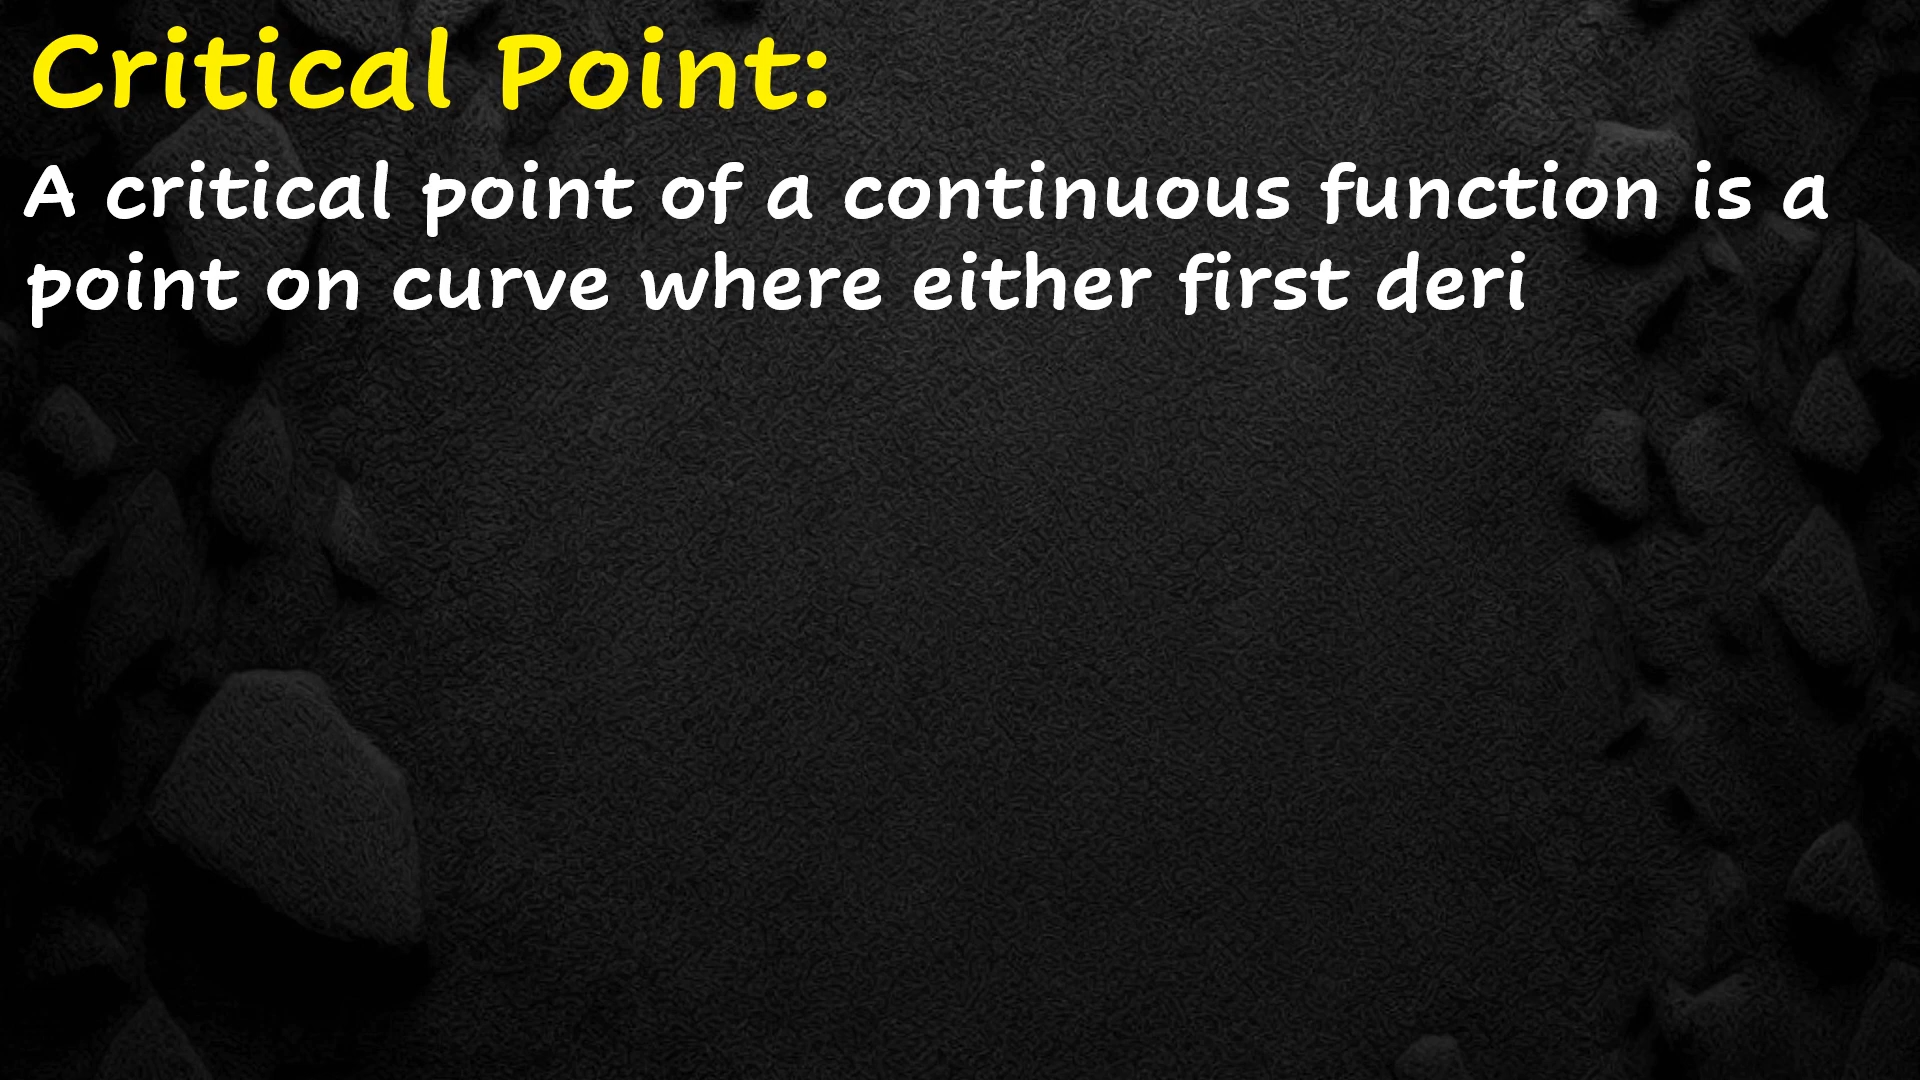 Critical Point:
A critical point of a continuous function is a
point on curve where either first deri